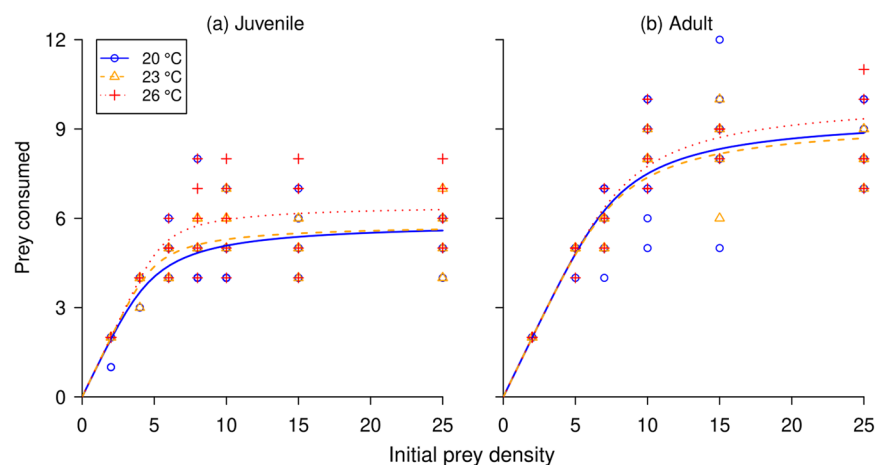 (a) Juvenile
(b) Adult
20 °C
23 °C
26 °C
Prey consumed
12
9
6
3
0
0 5 10 15 20 25
0 5 10 15 20 25
Initial prey density